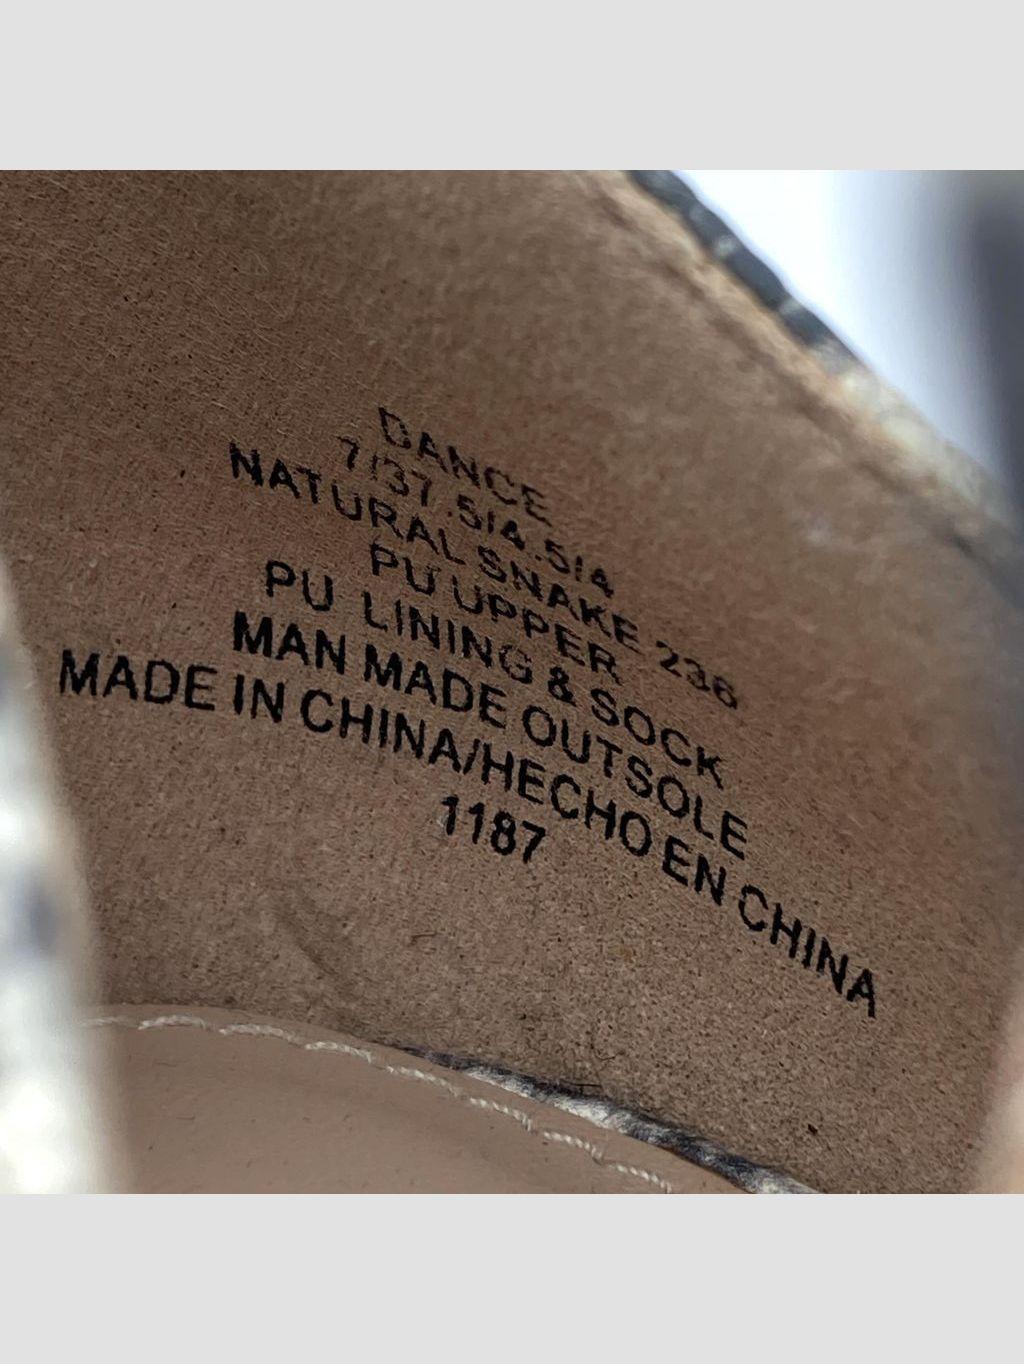 DANCE
7/37.5/4.5/4
NATURAL SNAKE 236
PU UPPER
PU LINING & SOCK
MAN MADE OUTSOLE
MADE IN CHINA/HECHO EN CHINA
1187